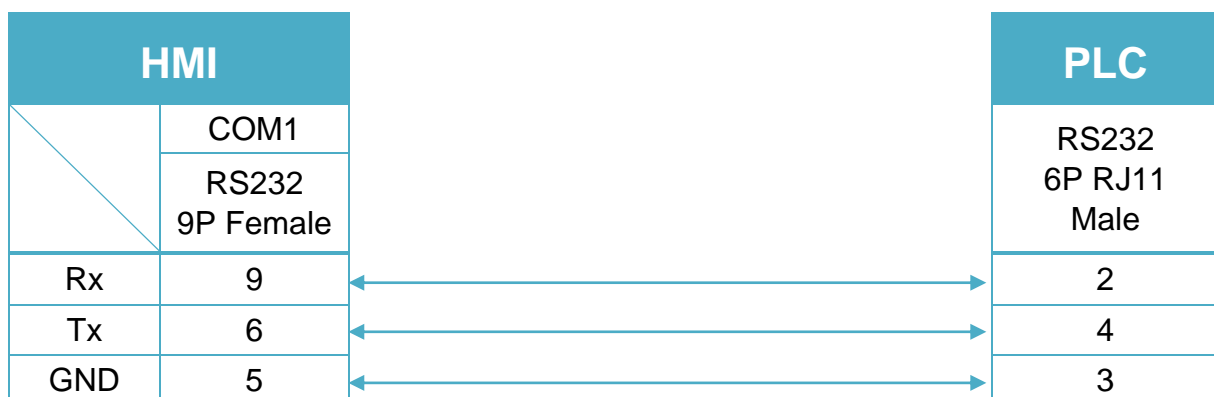 HMI PLC
COM1
RS232
9P Female
RS232
6P RJ11
Male
Rx 9 2
Tx 6 4
GND 5 3